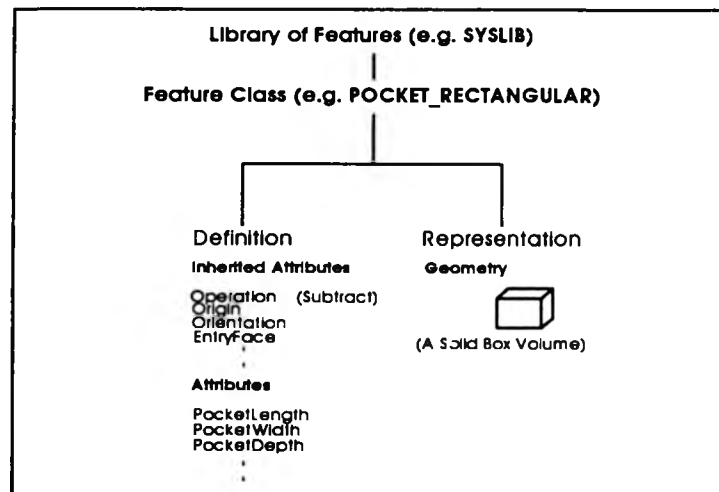 Library of Features (e.g. SYSLIB)
Feature Class (e.g. POCKET_RECTANGULAR)
Definition
Inherited Attributes
Operation (Subtract)
Origin
Orientation
EntryFace
Attributes
PocketLength
PocketWidth
PocketDepth
Representation
Geometry
(A Solid Box Volume)